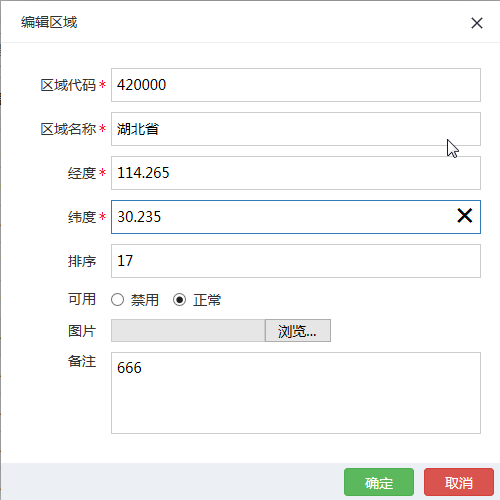 编辑区域
区域代码 * 420000
区域名称 * 湖北省
经度 * 114.265
纬度 * 30.235
排序 17
可用 禁用 正常
图片 浏览...
备注 666
确定 取消